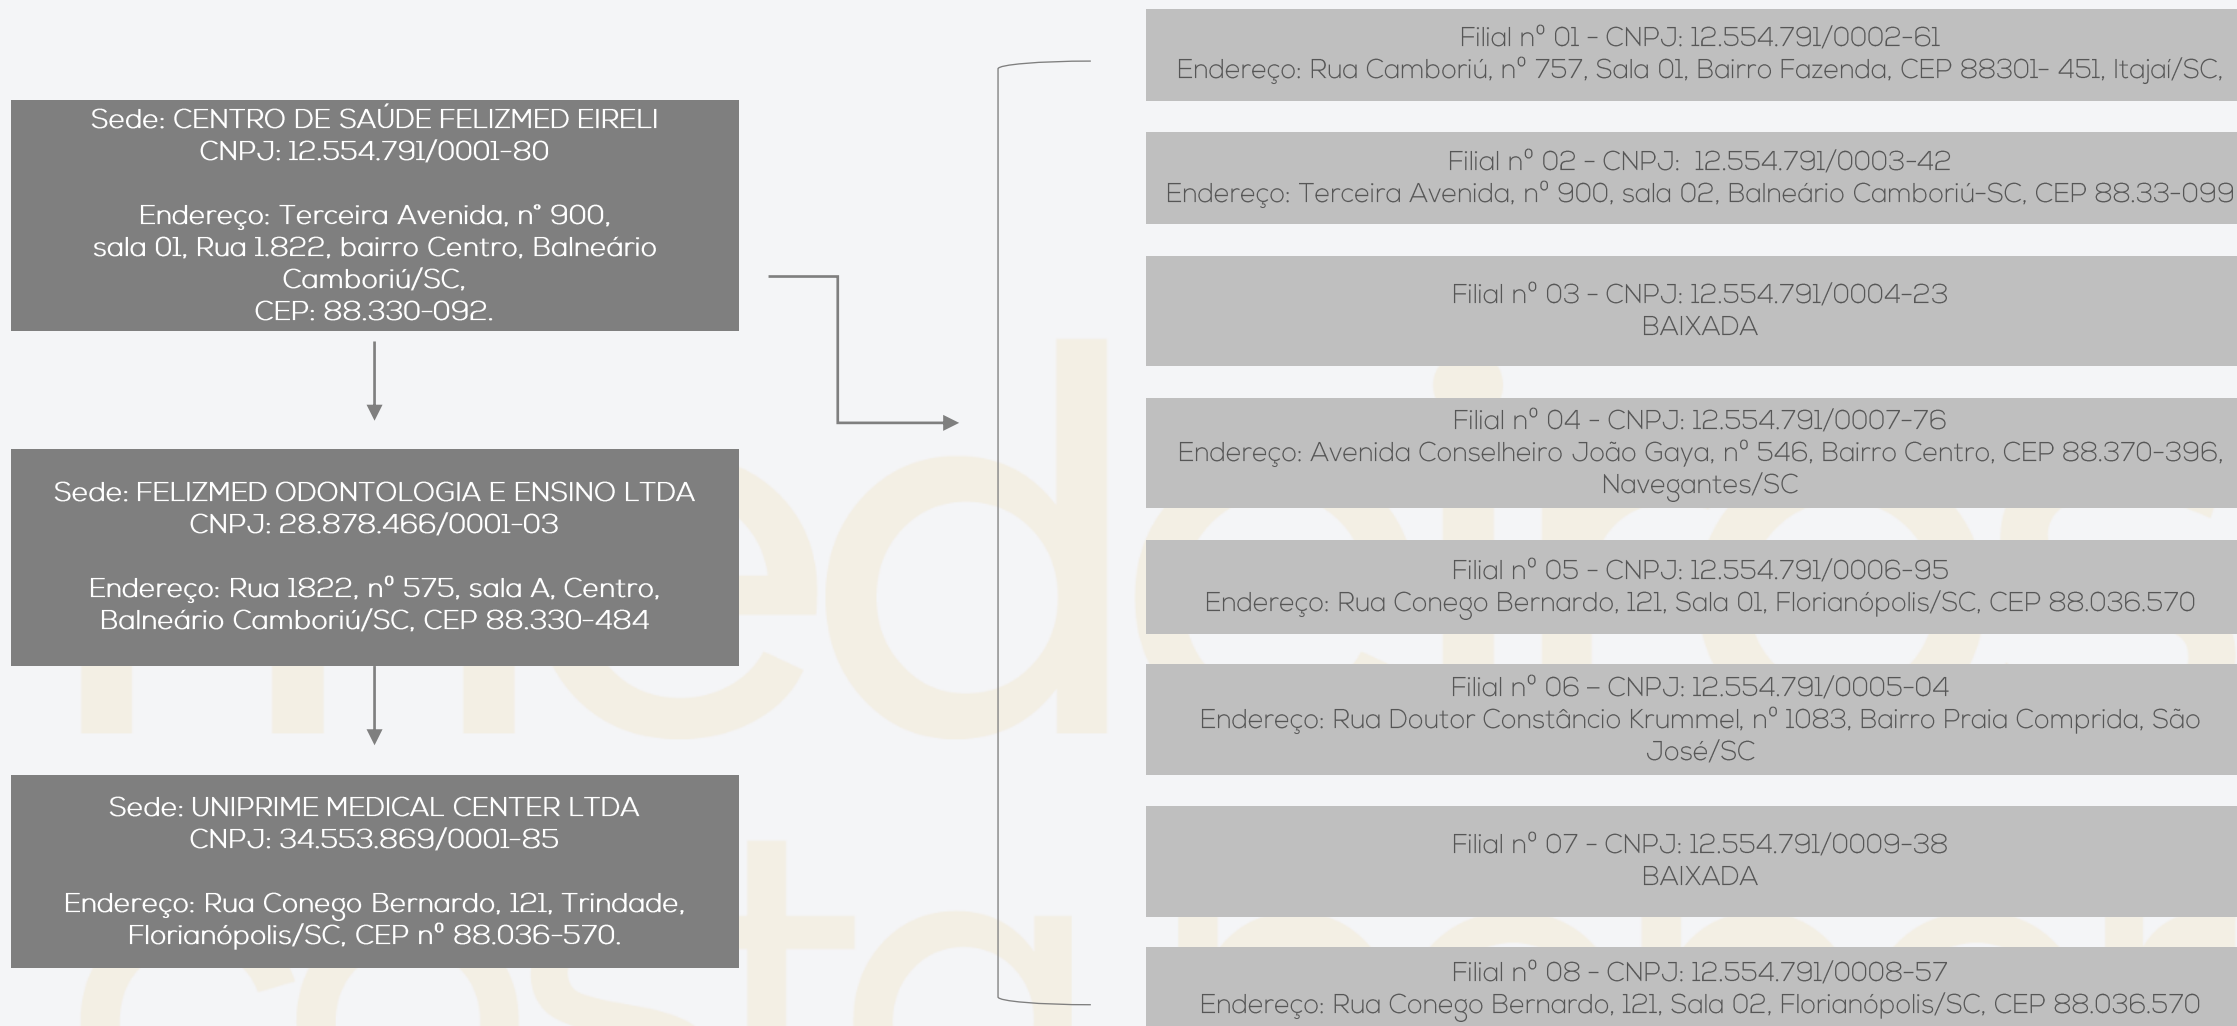 Sede: CENTRO DE SAÚDE FELIZMED EIRELI
CNPJ: 12.554.791/0001-80
Endereço: Terceira Avenida, n° 900,
sala 01, Rua 1.822, bairro Centro, Balneário
Camboriú/SC,
CEP: 88.330-092.
Sede: FELIZMED ODONTOLOGIA E ENSINO LTDA
CNPJ: 28.878.466/0001-03
Endereço: Rua 1822, nº 575, sala A, Centro,
Balneário Camboriú/SC, CEP 88.330-484
Sede: UNIPRIME MEDICAL CENTER LTDA
CNPJ: 34.553.869/0001-85
Endereço: Rua Conego Bernardo, 121, Trindade,
Florianópolis/SC, CEP nº 88.036-570.
Filial nº 01 - CNPJ: 12.554.791/0002-61
Endereço: Rua Camboriú, nº 757, Sala 01, Bairro Fazenda, CEP 88301- 451, Itajaí/SC,
Filial nº 02 - CNPJ: 12.554.791/0003-42
Endereço: Terceira Avenida, nº 900, sala 02, Balneário Camboriú-SC, CEP 88.33-099
Filial nº 03 - CNPJ: 12.554.791/0004-23
BAIXADA
Filial nº 04 - CNPJ: 12.554.791/0007-76
Endereço: Avenida Conselheiro João Gaya, nº 546, Bairro Centro, CEP 88.370-396,
Navegantes/SC
Filial nº 05 - CNPJ: 12.554.791/0006-95
Endereço: Rua Conego Bernardo, 121, Sala 01, Florianópolis/SC, CEP 88.036.570
Filial nº 06 – CNPJ: 12.554.791/0005-04
Endereço: Rua Doutor Constâncio Krummel, nº 1083, Bairro Praia Comprida, São
José/SC
Filial nº 07 - CNPJ: 12.554.791/0009-38
BAIXADA
Filial nº 08 - CNPJ: 12.554.791/0008-57
Endereço: Rua Conego Bernardo, 121, Sala 02, Florianópolis/SC, CEP 88.036.570
medeiros
costa